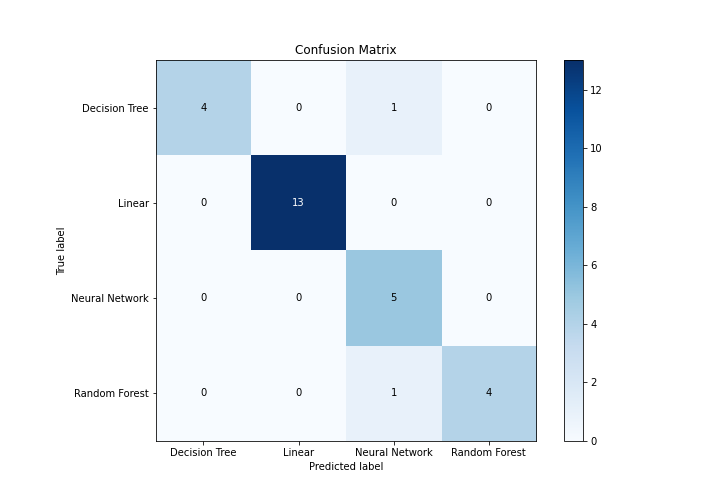 Confusion Matrix
Decision Tree 4 0 1 0
Linear 0 13 0 0
Neural Network 0 0 5 0
Random Forest 0 0 1 4
Decision Tree Linear Neural Network Random Forest
Predicted label
True label
12
10
8
6
4
2
0